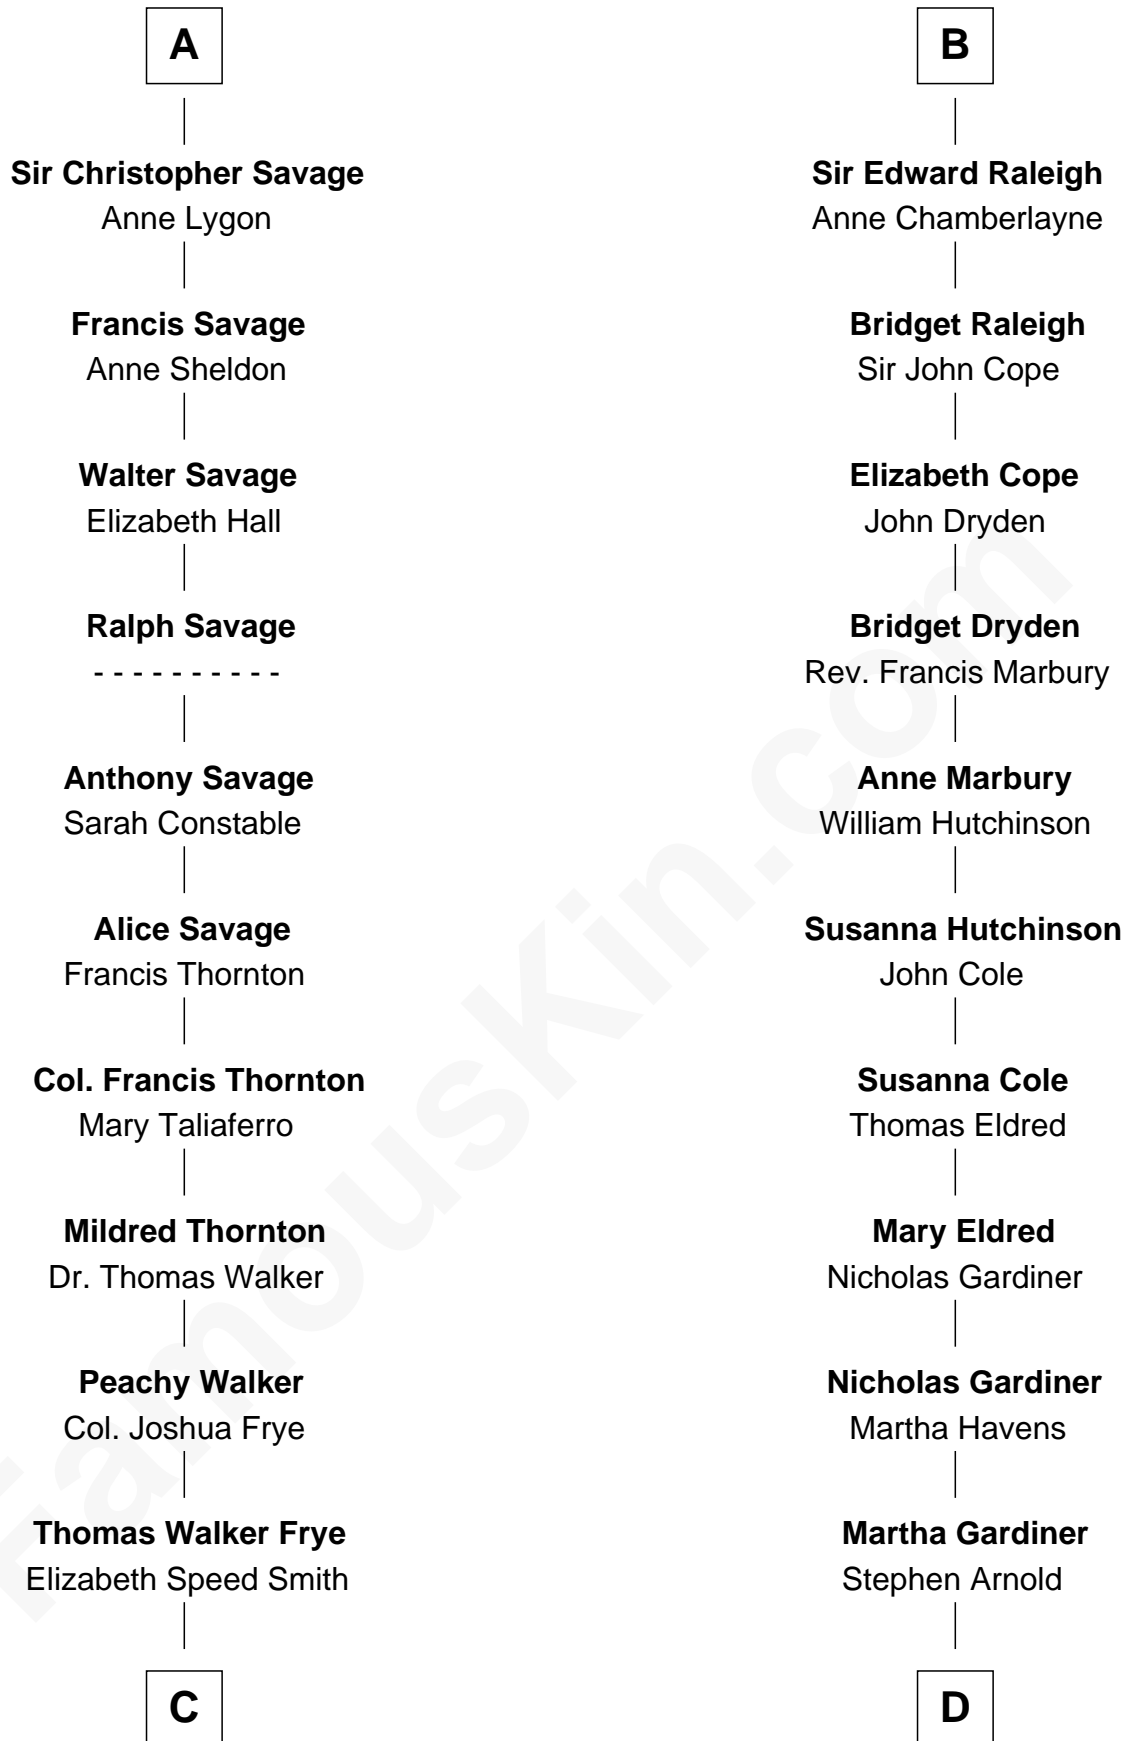 A
Sir Christopher Savage
Anne Lygon
Francis Savage
Anne Sheldon
Walter Savage
Elizabeth Hall
Ralph Savage
- - - - - - - - - -
Anthony Savage
Sarah Constable
Alice Savage
Francis Thornton
Col. Francis Thornton
Mary Taliaferro
Mildred Thornton
Dr. Thomas Walker
Peachy Walker
Col. Joshua Frye
Thomas Walker Frye
Elizabeth Speed Smith
C
B
Sir Edward Raleigh
Anne Chamberlayne
Bridget Raleigh
Sir John Cope
Elizabeth Cope
John Dryden
Bridget Dryden
Rev. Francis Marbury
Anne Marbury
William Hutchinson
Susanna Hutchinson
John Cole
Susanna Cole
Thomas Eldred
Mary Eldred
Nicholas Gardiner
Nicholas Gardiner
Martha Havens
Martha Gardiner
Stephen Arnold
D
FamousKin.com